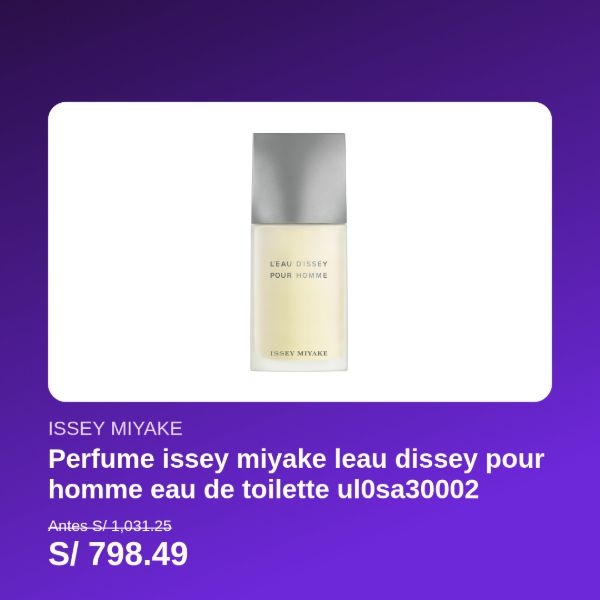 L'EAU D'ISSEY
POUR HOMME
ISSEY MIYAKE
ISSEY MIYAKE
Perfume issey miyake leau dissey pour
homme eau de toilette ul0sa30002
Antes S/ 1,031.25
S/ 798.49